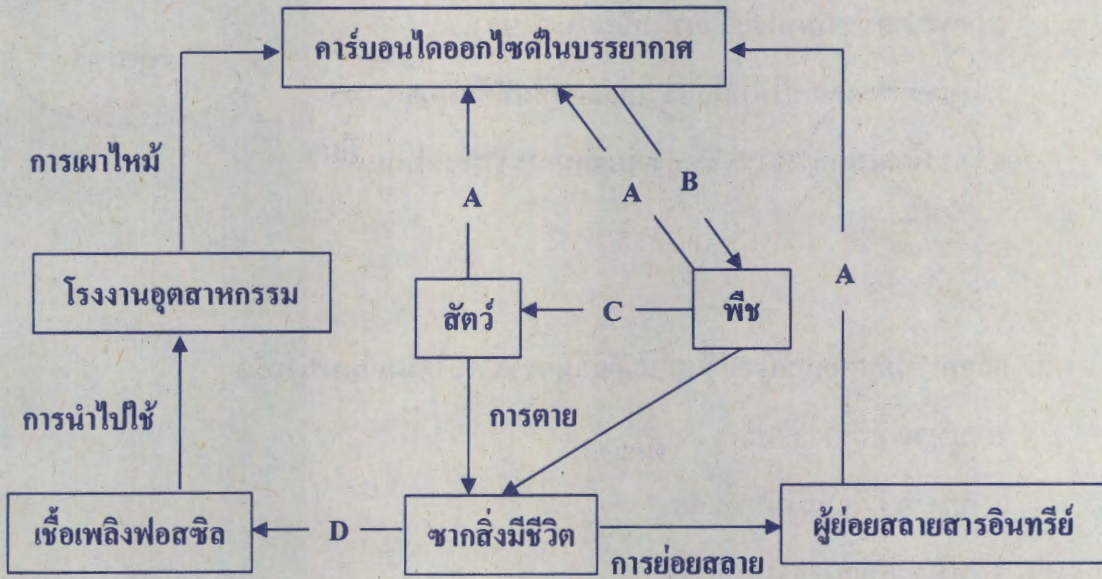 คาร์บอนไดออกไซด์ในบรรยากาศ
การเผาไหม้
A
A
B
A
โรงงานอุตสาหกรรม
สัตว์
C
พืช
การนำไปใช้
การตาย
เชื้อเพลิงฟอสซิล
D
ซากสิ่งมีชีวิต
การย่อยสลาย
ผู้ย่อยสลายสารอินทรีย์